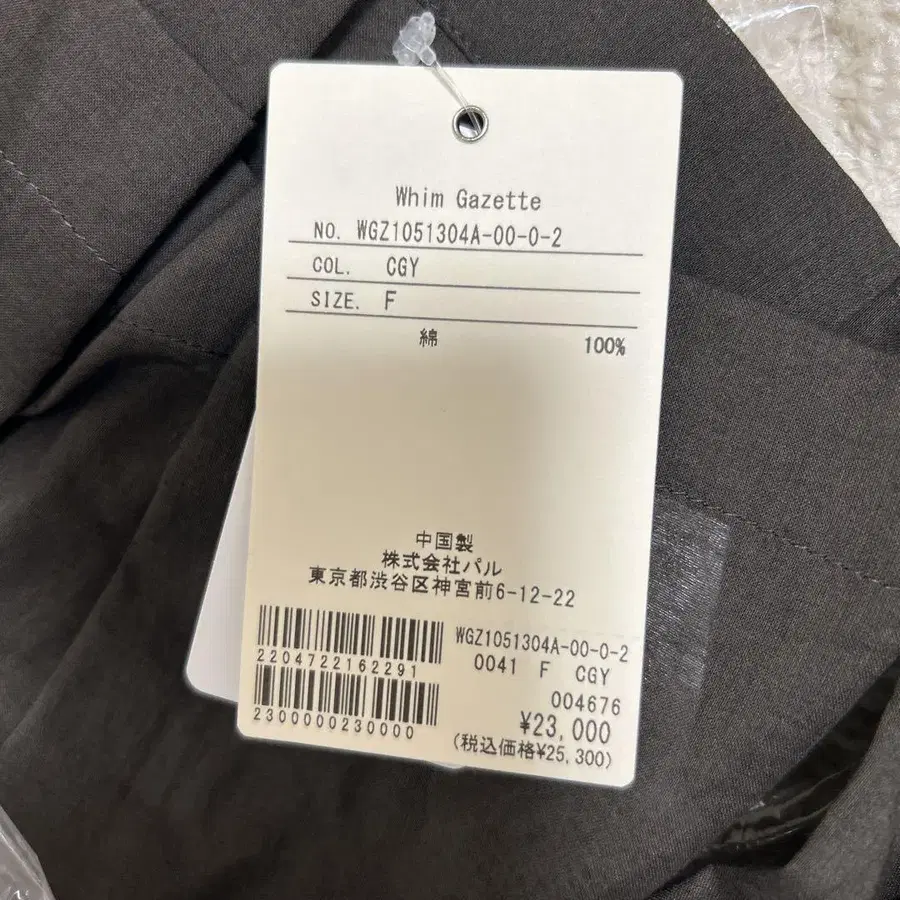 Whim Gazette
NO. WGZ1051304A-00-0-2
COL. CGY
SIZE. F
綿 100%
中国製
株式会社パル
東京都渋谷区神宮前6-12-22
2204722162291
2300000230000
WGZ1051304A-00-0-2
0041 F CGY
004676
¥23,000
(税込価格¥25,300)